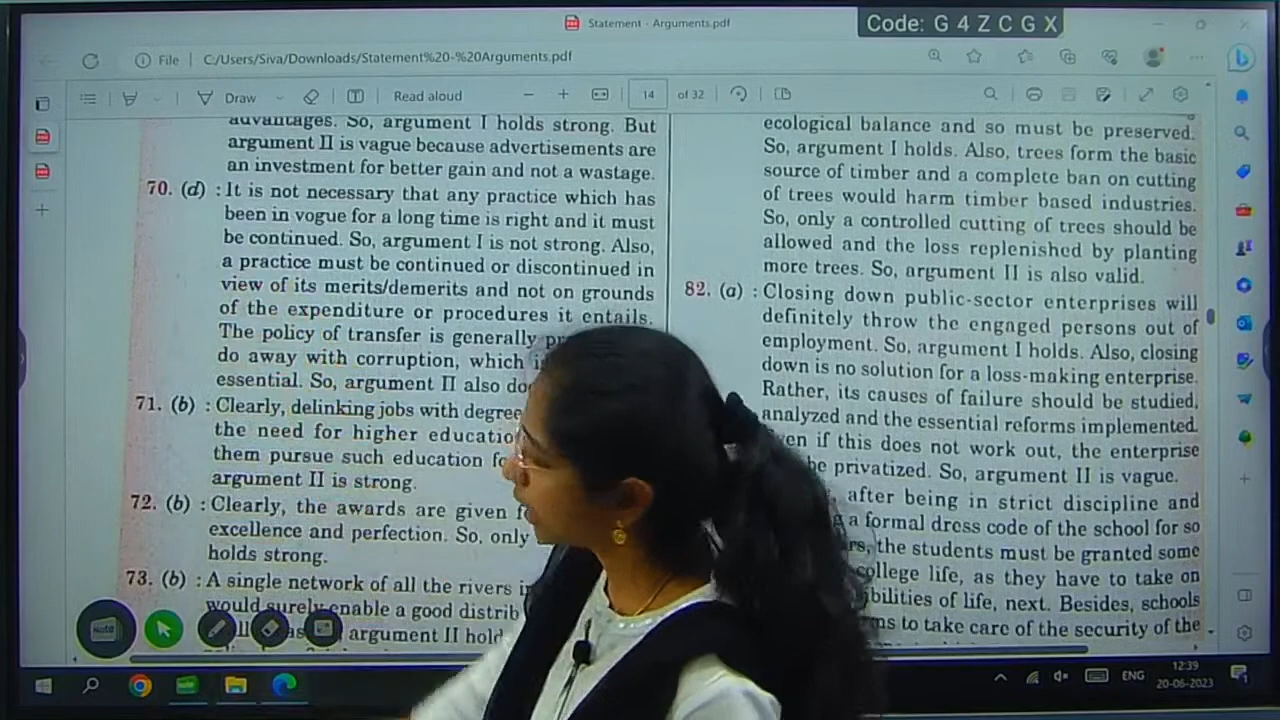 Statement - Arguments.pdf
Code: G 4 Z C G X
File
C:/Users/Siva/Downloads/Statement%20-%20Arguments.pdf
Draw
Read aloud
14
of 32
advantages. So, argument I holds strong. But
argument II is vague because advertisements are
an investment for better gain and not a wastage.
70. (d) : It is not necessary that any practice which has
been in vogue for a long time is right and it must
be continued. So, argument I is not strong. Also,
a practice must be continued or discontinued in
view of its merits/demerits and not on grounds
of the expenditure or procedures it entails.
The policy of transfer is generally
do away with corruption, which
essential. So, argument II also
71. (b) : Clearly, delinking jobs with
the need for higher
them pursue such education
argument II is strong.
72. (b) : Clearly, the awards are given
excellence and perfection. So, only
holds strong.
73. (b) : A single network of all the rivers
would surely enable a good
argument II
ecological balance and so must be preserved.
So, argument I holds. Also, trees form the basic
source of timber and a complete ban on cutting
of trees would harm timber based industries.
So, only a controlled cutting of trees should be
allowed and the loss replenished by planting
more trees. So, argument II is also valid.
82. (a) : Closing down public-sector enterprises will
definitely throw the engaged persons out of
employment. So, argument I holds. Also, closing
down is no solution for a loss-making enterprise.
Rather, its causes of failure should be studied,
analyzed and the essential reforms implemented.
if this does not work out, the enterprise
be privatized. So, argument II is vague.
after being in strict discipline and
a formal dress code of the school for so
the students must be granted some
college life, as they have to take on
of life, next. Besides, schools
to take care of the security of the
Note
ENG
12:39
20-06-2023